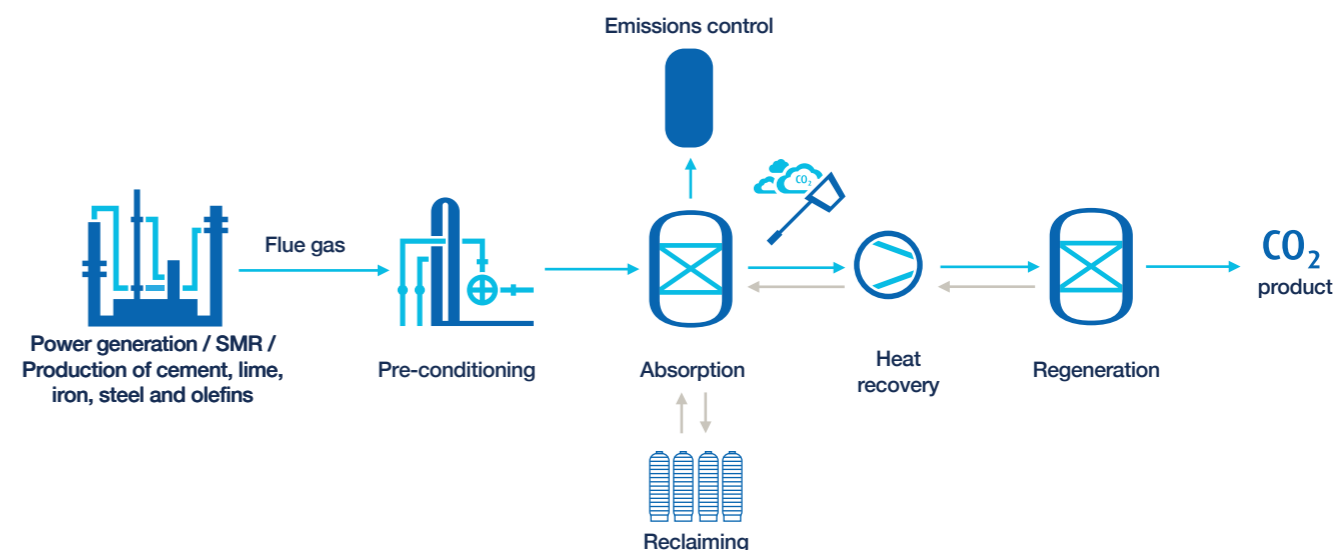 Emissions control
CO₂
Flue gas
CO₂
product
Power generation / SMR /
Production of cement, lime,
iron, steel and olefins
Pre-conditioning
Absorption
Heat
recovery
Regeneration
Reclaiming